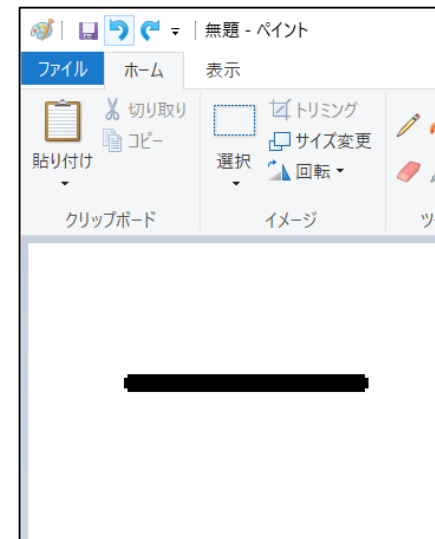 無題 - ペイント
ファイル ホーム 表示
切り取り トリミング
コピー サイズ変更
貼り付け 選択 回転
クリップボード イメージ